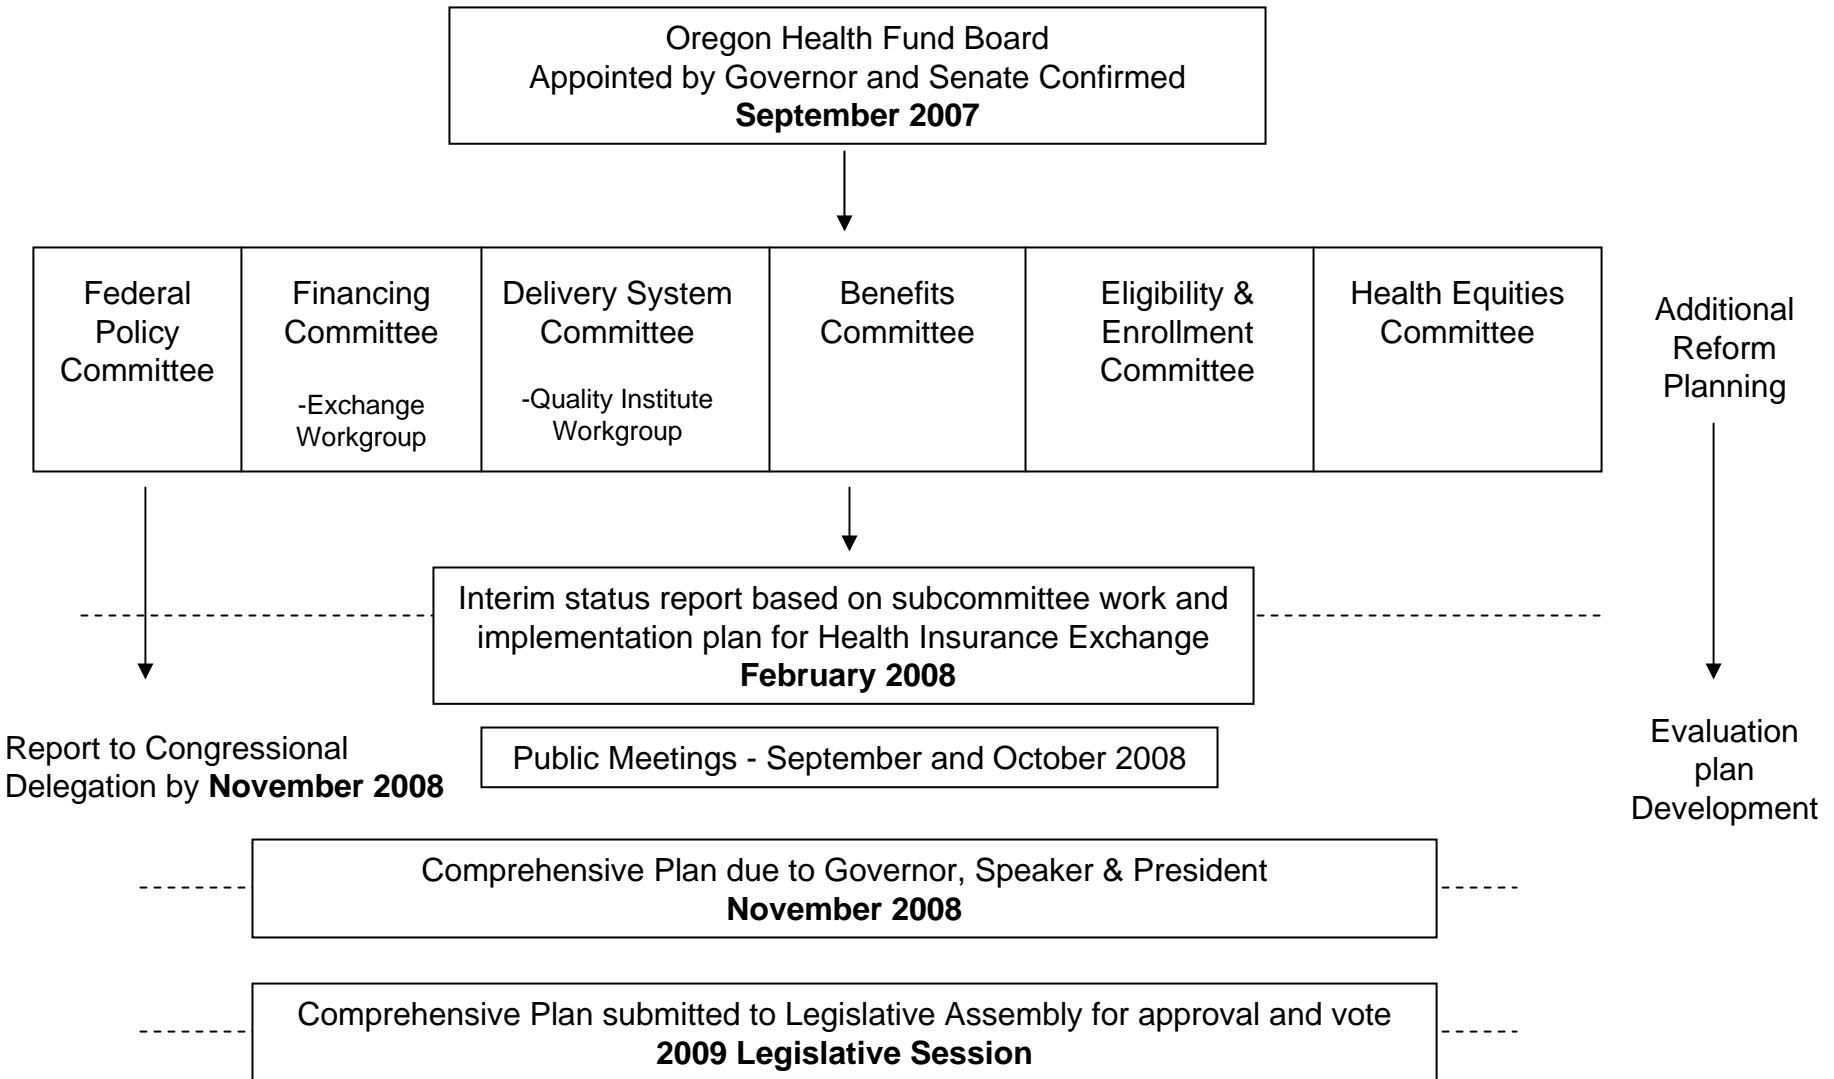 Oregon Health Fund Board
Appointed by Governor and Senate Confirmed
September 2007
Federal
Policy
Committee
Financing
Committee
-Exchange
Workgroup
Delivery System
Committee
-Quality Institute
Workgroup
Benefits
Committee
Eligibility &
Enrollment
Committee
Health Equities
Committee
Additional
Reform
Planning
Interim status report based on subcommittee work and
implementation plan for Health Insurance Exchange
February 2008
Report to Congressional
Delegation by November 2008
Public Meetings - September and October 2008
Evaluation
plan
Development
Comprehensive Plan due to Governor, Speaker & President
November 2008
Comprehensive Plan submitted to Legislative Assembly for approval and vote
2009 Legislative Session